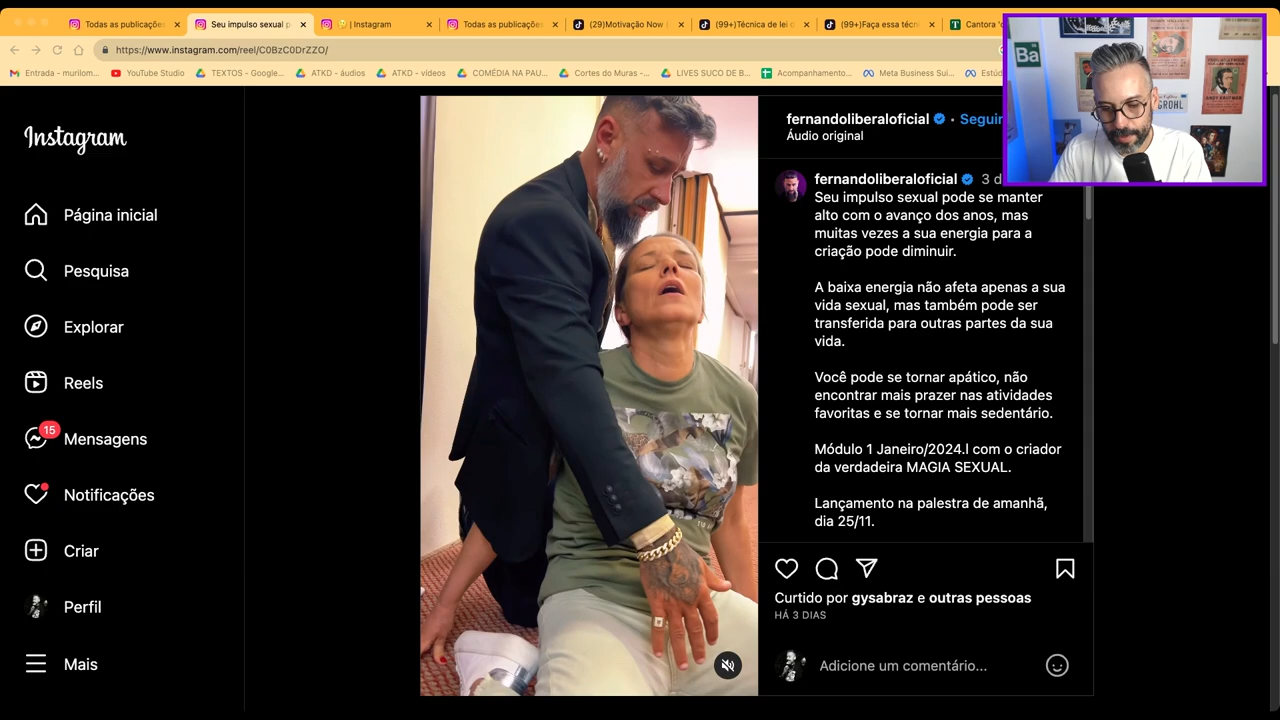 Todas as publicaçõe
Seu impulso sexual p
Instagram
Todas as publicaçõe
(29)Motivação Now
(99+)Técnica de lei o
(99+)Faça essa técni
Cantora '
https://www.instagram.com/reel/C0BzC0DrZZO/
Entrada - murilom...
YouTube Studio
TEXTOS - Google...
ATKD - áudios
ATKD - vídeos
COMÉDIA NA PAU...
Cortes do Muras -...
LIVES SUCO DE B...
Acompanhamento...
Meta Business Sui...
Estúd
Ba
GROHL
Instagram
Página inicial
Pesquisa
Explorar
Reels
15
Mensagens
Notificações
Criar
Perfil
Mais
fernandoliberaloficial • Seguir
Áudio original
fernandoliberaloficial 3 d
Seu impulso sexual pode se manter
alto com o avanço dos anos, mas
muitas vezes a sua energia para a
criação pode diminuir.
A baixa energia não afeta apenas a sua
vida sexual, mas também pode ser
transferida para outras partes da sua
vida.
Você pode se tornar apático, não
encontrar mais prazer nas atividades
favoritas e se tornar mais sedentário.
Módulo 1 Janeiro/2024.l com o criador
da verdadeira MAGIA SEXUAL.
Lançamento na palestra de amanhã,
dia 25/11.
Curtido por gysabraz e outras pessoas
HÁ 3 DIAS
Adicione um comentário...